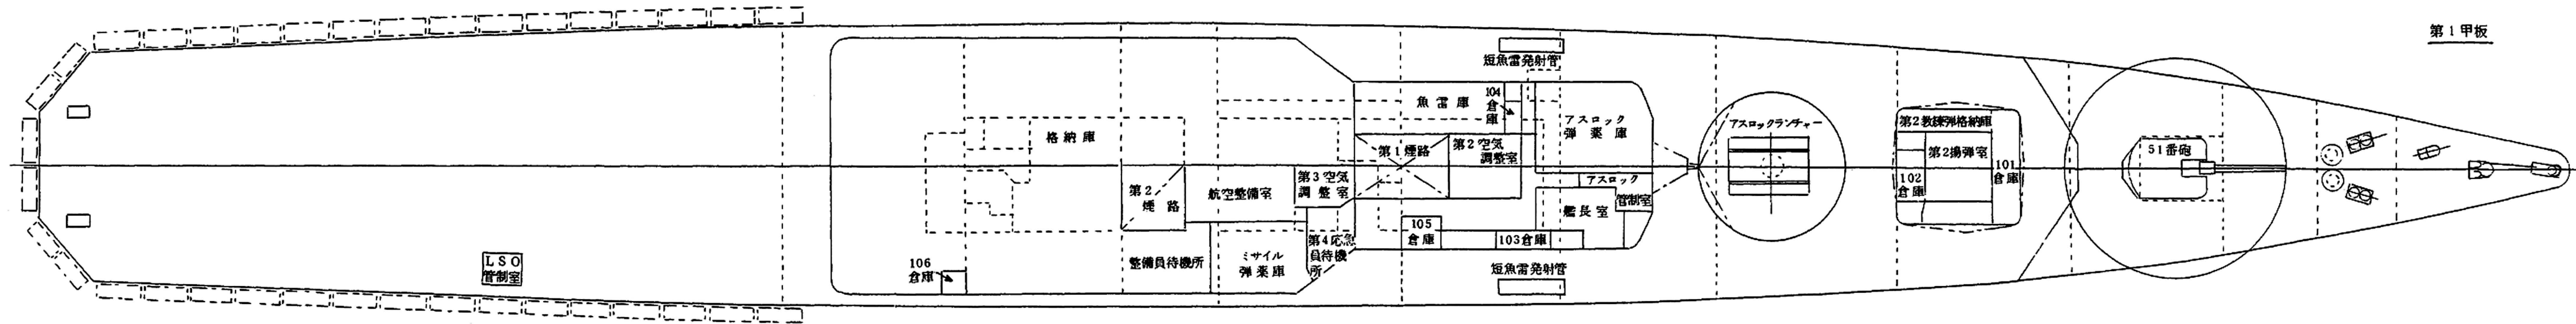 第1甲板
短魚雷発射管
104
倉
庫
魚雷庫
アスロック
弾薬庫
アスロックランチャー
第2教練弾格納庫
格納庫
第1煙路
第2空気
調整室
第2揚弾室
101
倉庫
51番砲
第2
煙路
航空整備室
第3空気
調整室
アスロック
管制室
艦長室
102
倉庫
105
倉庫
103倉庫
第4応急
員待機
所
LSO
管制室
106
倉庫
整備員待機所
ミサイル
弾薬庫
短魚雷発射管